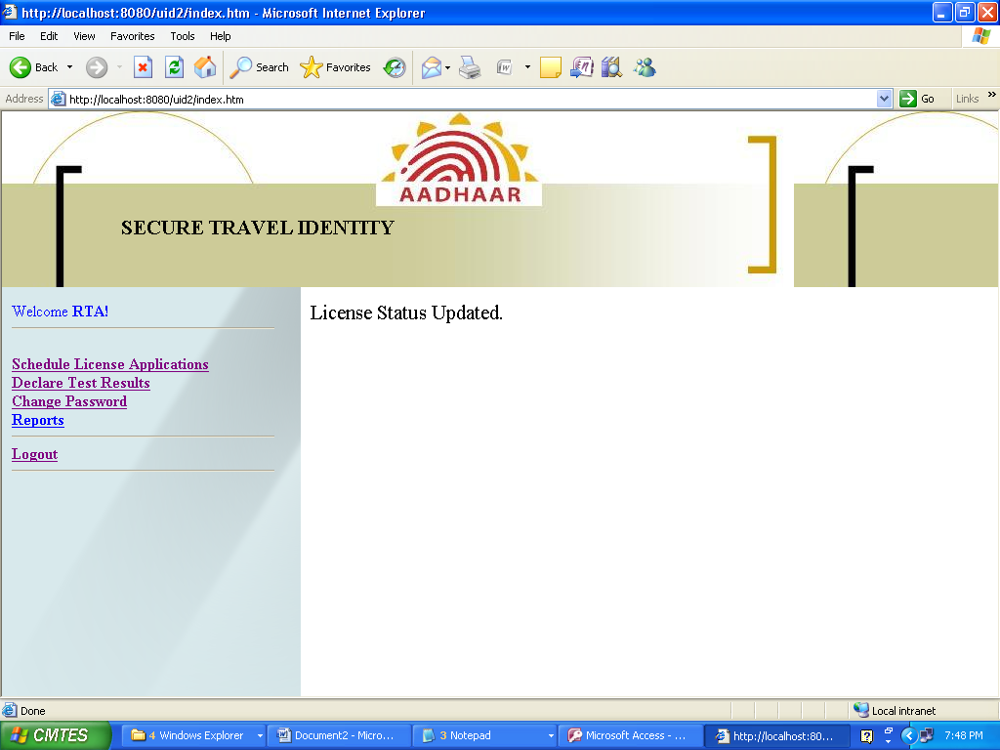 http://localhost:8080/uid2/index.htm - Microsoft Internet Explorer
File Edit View Favorites Tools Help
Back Search Favorites
Address http://localhost:8080/uid2/index.htm Go Links »
AADHAAR
SECURE TRAVEL IDENTITY
Welcome RTA!
License Status Updated.
Schedule License Applications
Declare Test Results
Change Password
Reports
Logout
Done Local intranet
CMTES 4 Windows Explorer Document2 - Micro... 3 Notepad Microsoft Access - ... http://localhost:80... 7:48 PM